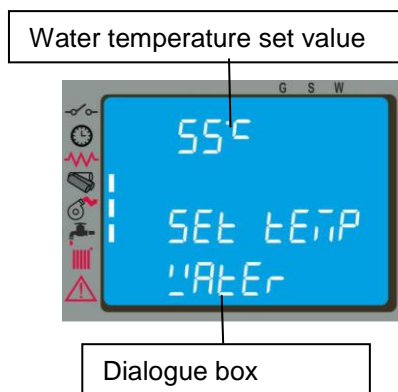 Water temperature set value
G S W
55°C
SEt tEMP
WAtEr
Dialogue box